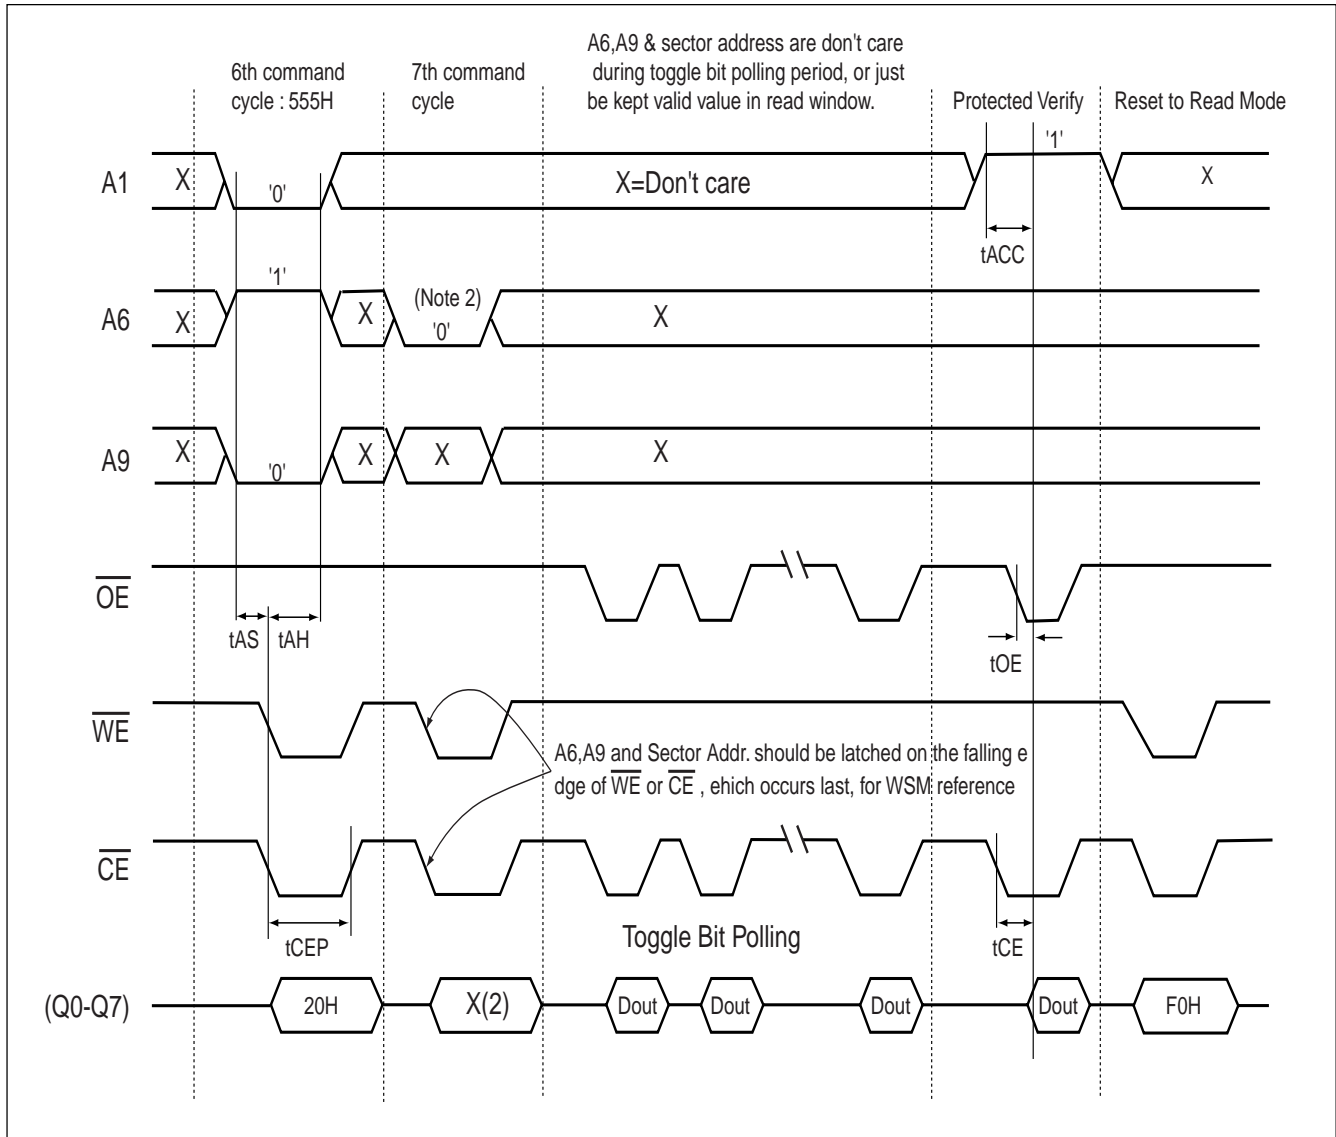 6th command
cycle : 555H
7th command
cycle
A6,A9 & sector address are don't care
during toggle bit polling period, or just
be kept valid value in read window.
Protected Verify
Reset to Read Mode
A1
X
'0'
X=Don't care
'1'
X
tACC
A6
X
'1'
X
(Note 2)
'0'
X
A9
X
'0'
X
X
X
OE
tAS
tAH
tOE
WE
A6,A9 and Sector Addr. should be latched on the falling e
dge of WE or CE , ehich occurs last, for WSM reference
CE
tCEP
Toggle Bit Polling
tCE
(Q0-Q7)
20H
X(2)
Dout
Dout
Dout
Dout
F0H